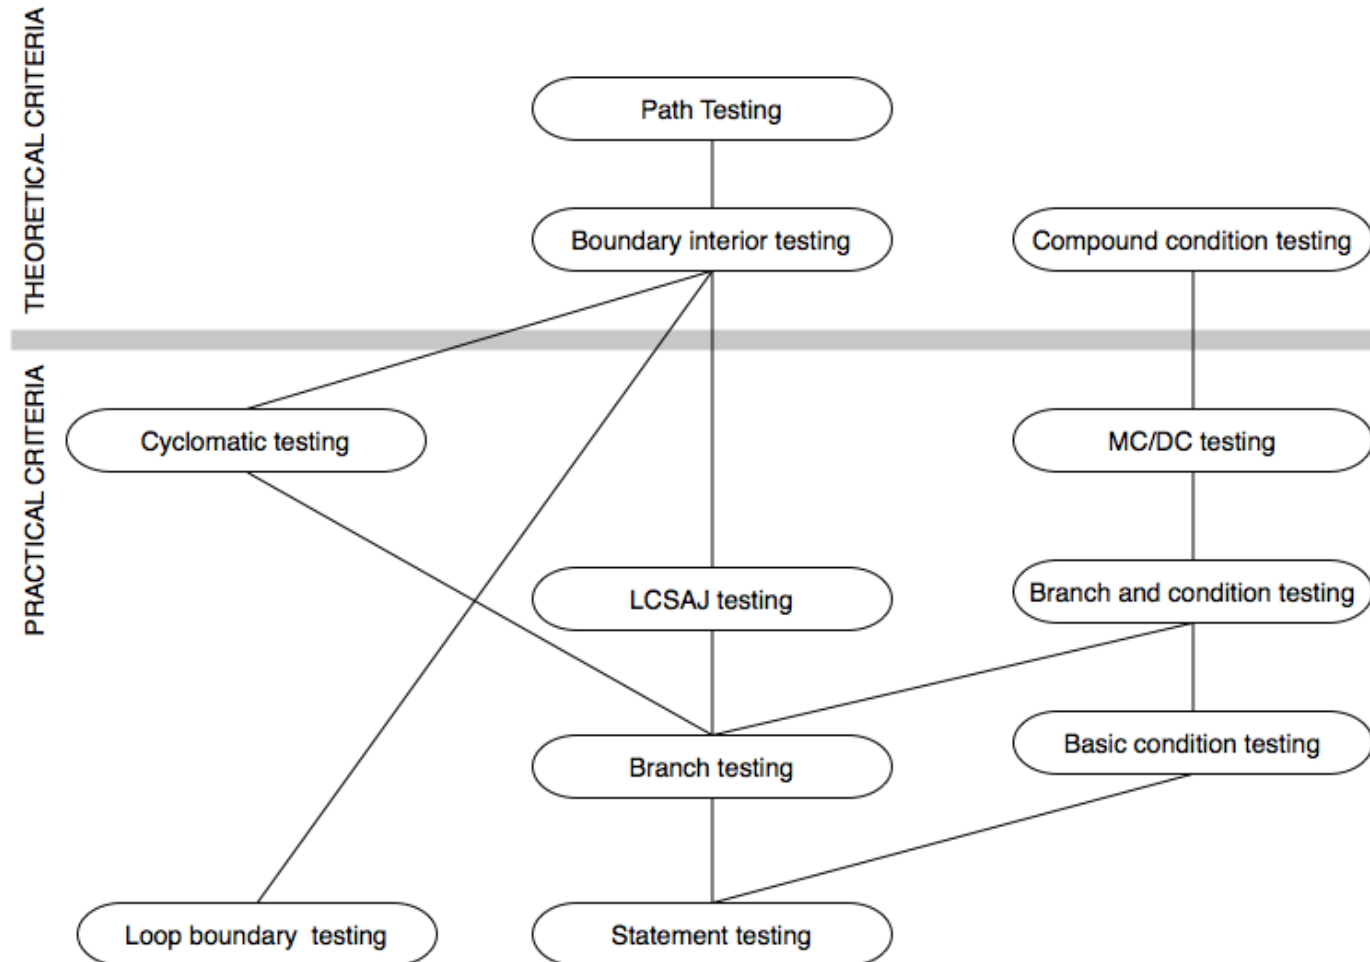 THEORETICAL CRITERIA
Path Testing
Boundary interior testing
Compound condition testing
PRACTICAL CRITERIA
Cyclomatic testing
MC/DC testing
LCSAJ testing
Branch and condition testing
Branch testing
Basic condition testing
Loop boundary  testing
Statement testing